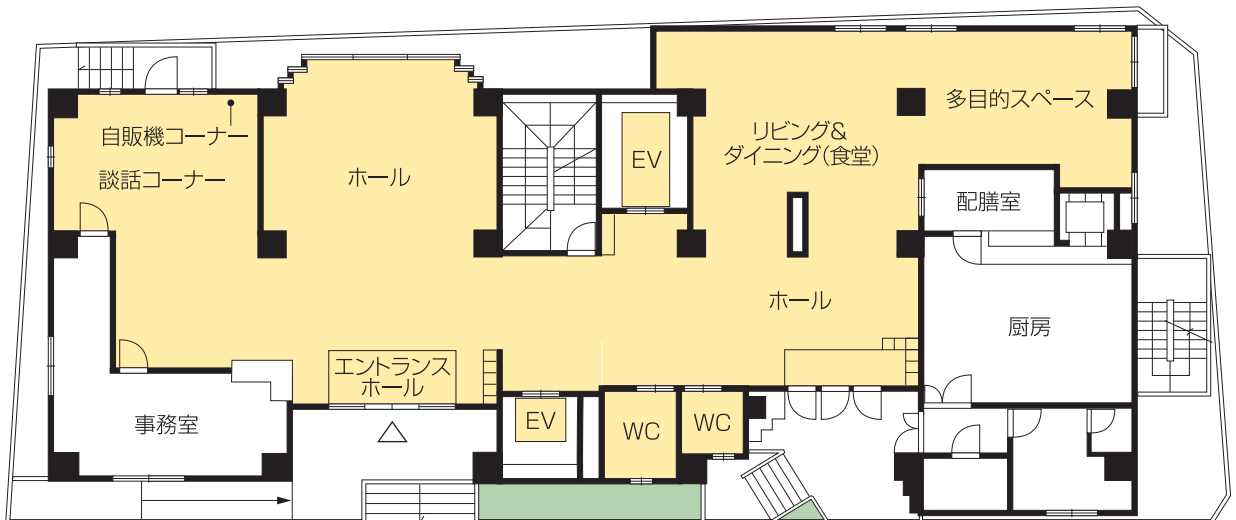 自販機コーナー
談話コーナー
ホール
EV
リビング&
ダイニング(食堂)
多目的スペース
配膳室
ホール
厨房
エントランス
ホール
事務室
EV
WC
WC